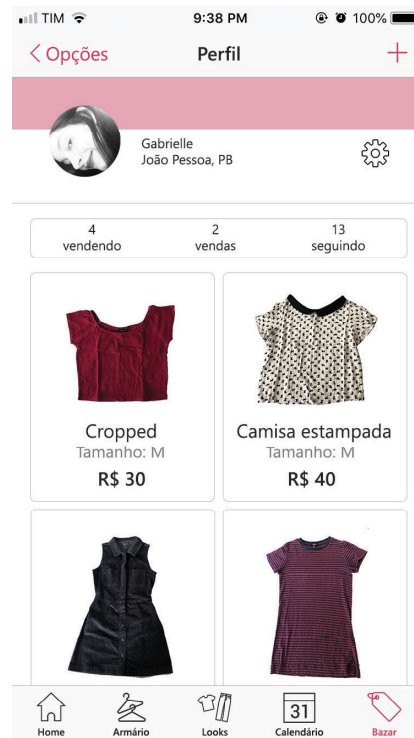 TIM 9:38 PM 100%
Opções Perfil +
Gabrielle
João Pessoa, PB
4 2 13
vendendo vendas seguindo
Cropped Camisa estampada
Tamanho: M Tamanho: M
R$ 30 R$ 40
31
Home Armário Looks Calendário Bazar